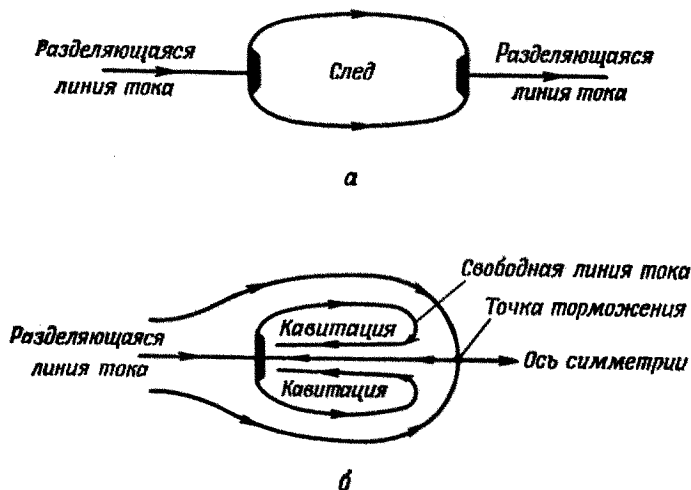 Разделяющаяся
линия тока
След
Разделяющаяся
линия тока
а
Свободная линия тока
Точка торможения
Кавитация
Разделяющаяся
линия тока
Ось симметрии
Кавитация
б